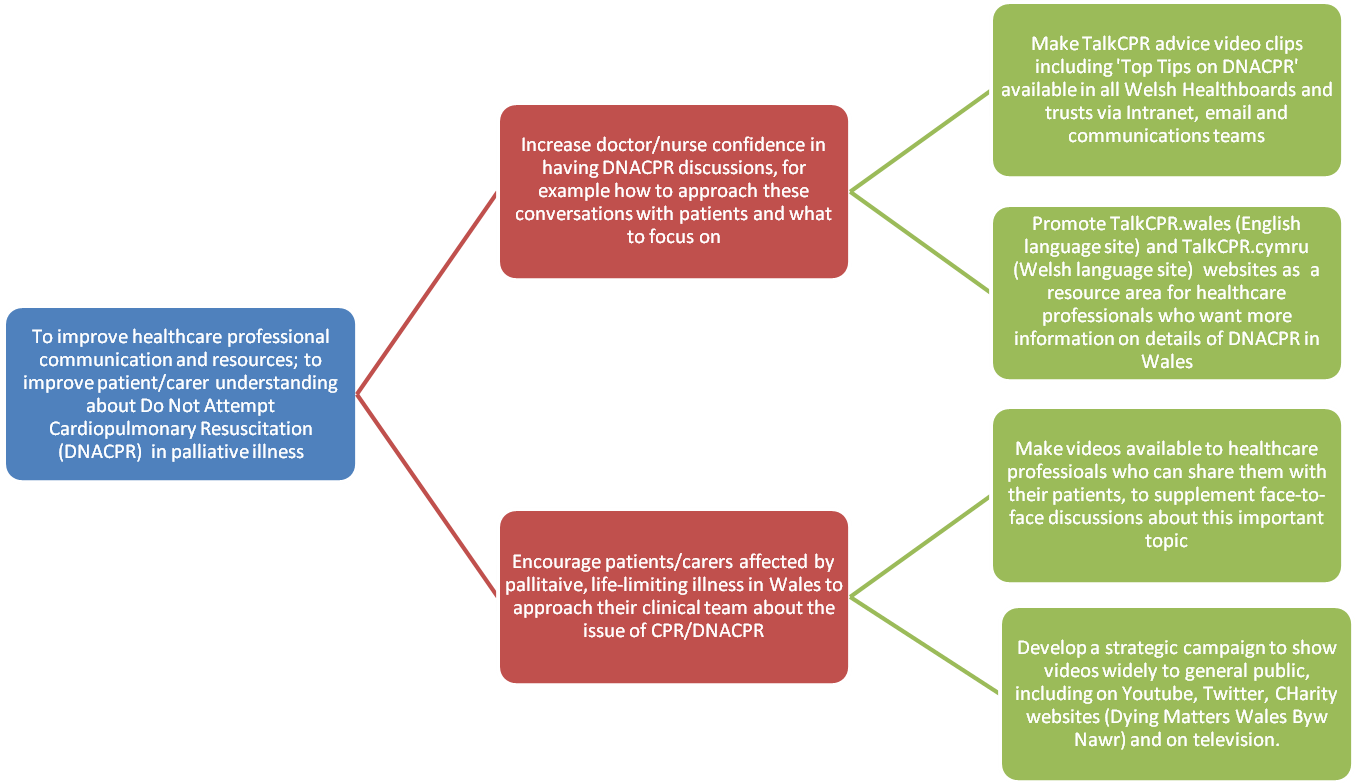 To improve healthcare professional
communication and resources; to
improve patient/carer understanding
about Do Not Attempt
Cardiopulmonary Resuscitation
(DNACPR) in palliative illness
Increase doctor/nurse confidence in
having DNACPR discussions, for
example how to approach these
conversations with patients and what
to focus on
Make TalkCPR advice video clips
including 'Top Tips on DNACPR'
available in all Welsh Healthboards and
trusts via Intranet, email and
communications teams
Promote TalkCPR.wales (English
language site) and TalkCPR.cymru
(Welsh language site) websites as a
resource area for healthcare
professionals who want more
information on details of DNACPR in
Wales
Encourage patients/carers affected by
pallitaive, life-limiting illness in Wales to
approach their clinical team about the
issue of CPR/DNACPR
Make videos available to healthcare
professioals who can share them with
their patients, to supplement face-to-
face discussions about this important
topic
Develop a strategic campaign to show
videos widely to general public,
including on Youtube, Twitter, CHarity
websites (Dying Matters Wales Byw
Nawr) and on television.